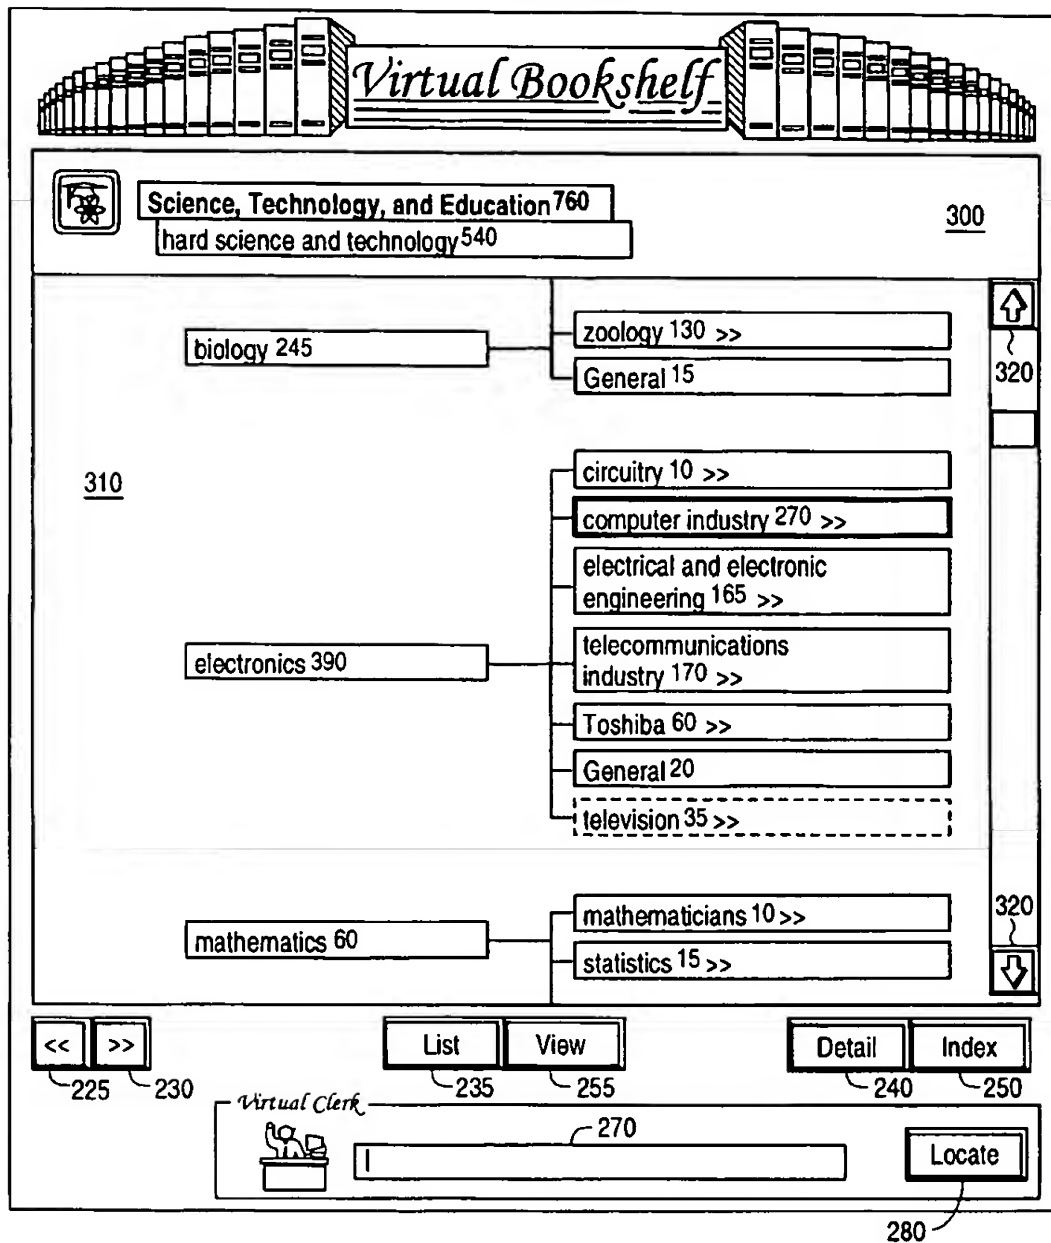 Virtual Bookshelf
Science, Technology, and Education 760
hard science and technology 540
300
biology 245
zoology 130 >>
General 15
320
310
circuitry 10 >>
computer industry 270 >>
electrical and electronic
engineering 165 >>
electronics 390
telecommunications
industry 170 >>
Toshiba 60 >>
General 20
television 35 >>
mathematics 60
mathematicians 10 >>
statistics 15 >>
320
<< >> List View Detail Index
225 230 235 255 240 250
Virtual Clerk
270
Locate
280